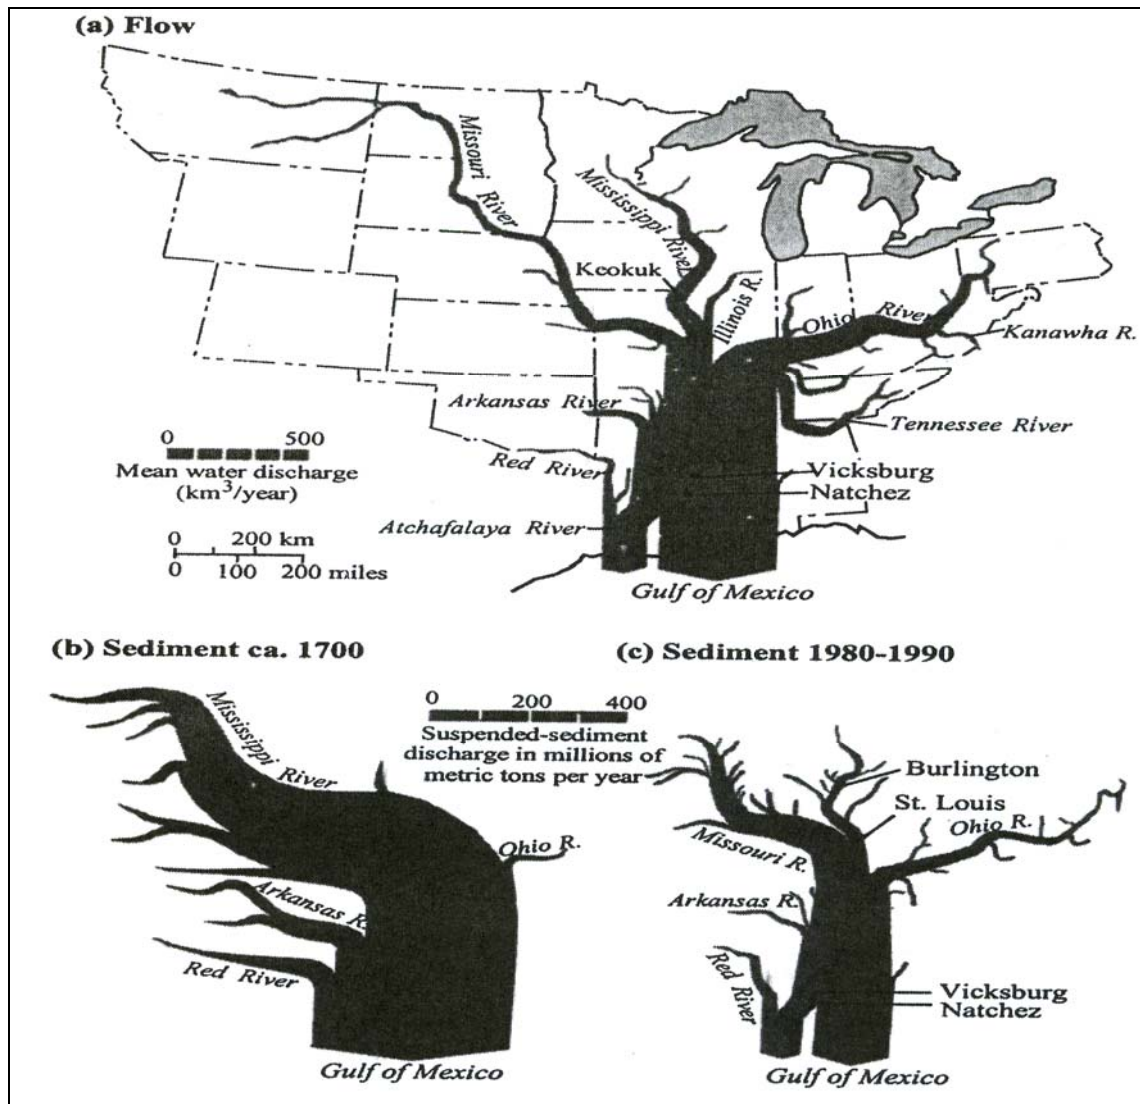 (a) Flow
Missouri River
Mississippi River
Keokuk
Illinois R.
Ohio River
Kanawha R.
Arkansas River
Tennessee River
0 500
Mean water discharge
(km³/year)
Red River
Vicksburg
Natchez
Atchafalaya River
0 200 km
0 100 200 miles
Gulf of Mexico
(b) Sediment ca. 1700
(c) Sediment 1980-1990
0 200 400
Suspended-sediment
discharge in millions of
metric tons per year
Mississippi River
Ohio R.
Arkansas R.
Red River
Gulf of Mexico
Burlington
St. Louis
Ohio R.
Missouri R.
Arkansas R.
Red River
Vicksburg
Natchez
Gulf of Mexico